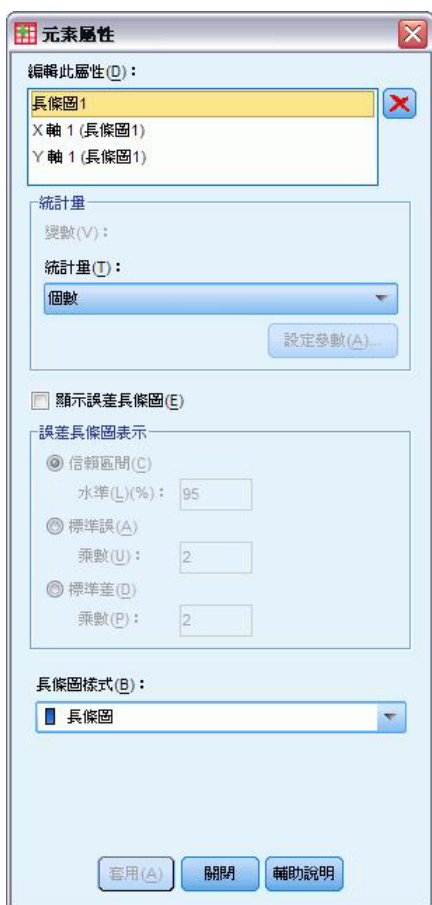 元素屬性
編輯此屬性(D)：
長條圖1
X 軸 1 (長條圖1)
Y 軸 1 (長條圖1)
統計量
變數(V)：
統計量(T)：
個數
設定參數(A)...
顯示誤差長條圖(E)
誤差長條圖表示
信賴區間(C)
水準(L)(%)： 95
標準誤(A)
乘數(U)： 2
標準差(D)
乘數(P)： 2
長條圖樣式(B)：
長條圖
套用(A) 關閉 輔助說明